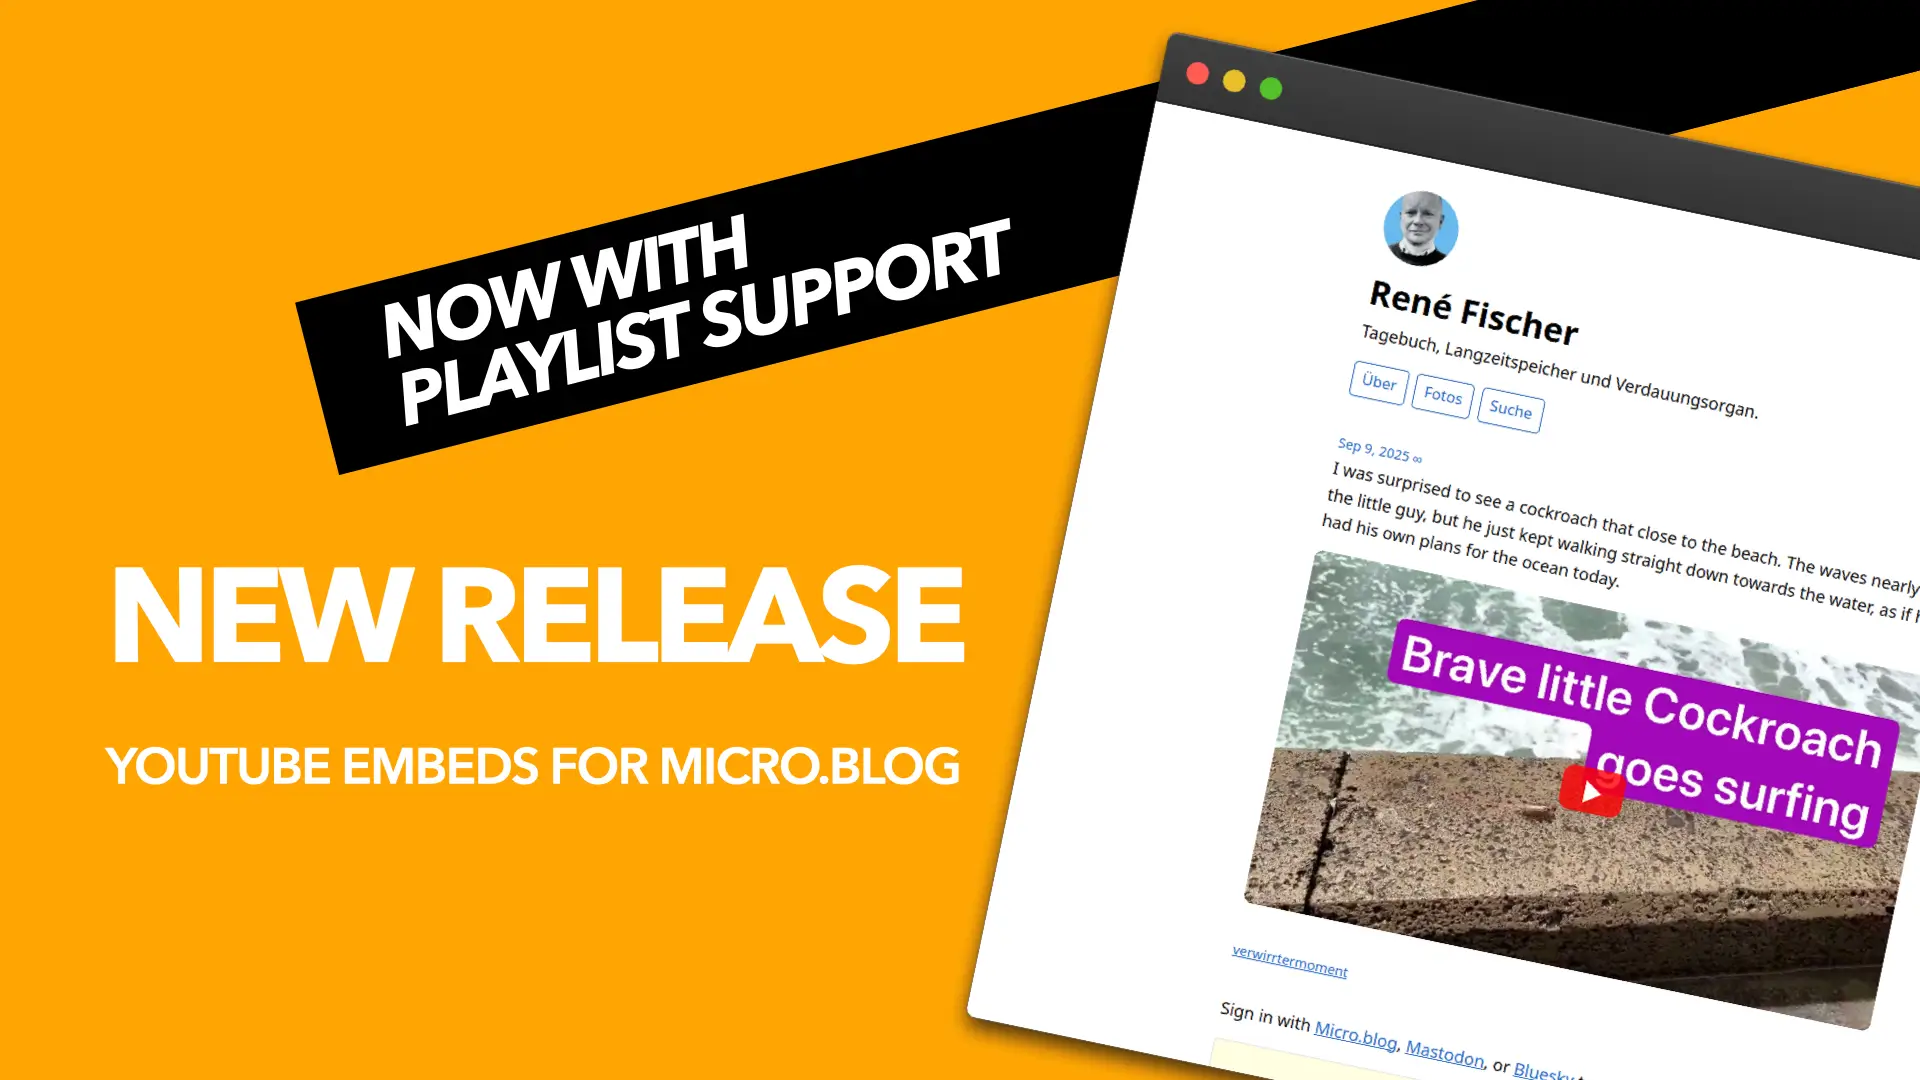 NOW WITH
PLAYLIST SUPPORT
NEW RELEASE
YOUTUBE EMBEDS FOR MICRO.BLOG
René Fischer
Tagebuch, Langzeitspeicher und Verdauungsorgan.
Über
Fotos
Suche
Sep 9, 2025 ∞
I was surprised to see a cockroach that close to the beach. The waves nearly
the little guy, but he just kept walking straight down towards the water, as if
had his own plans for the ocean today.
Brave little Cockroach
goes surfing
verwirrtermoment
Sign in with Micro.blog, Mastodon, or Bluesky